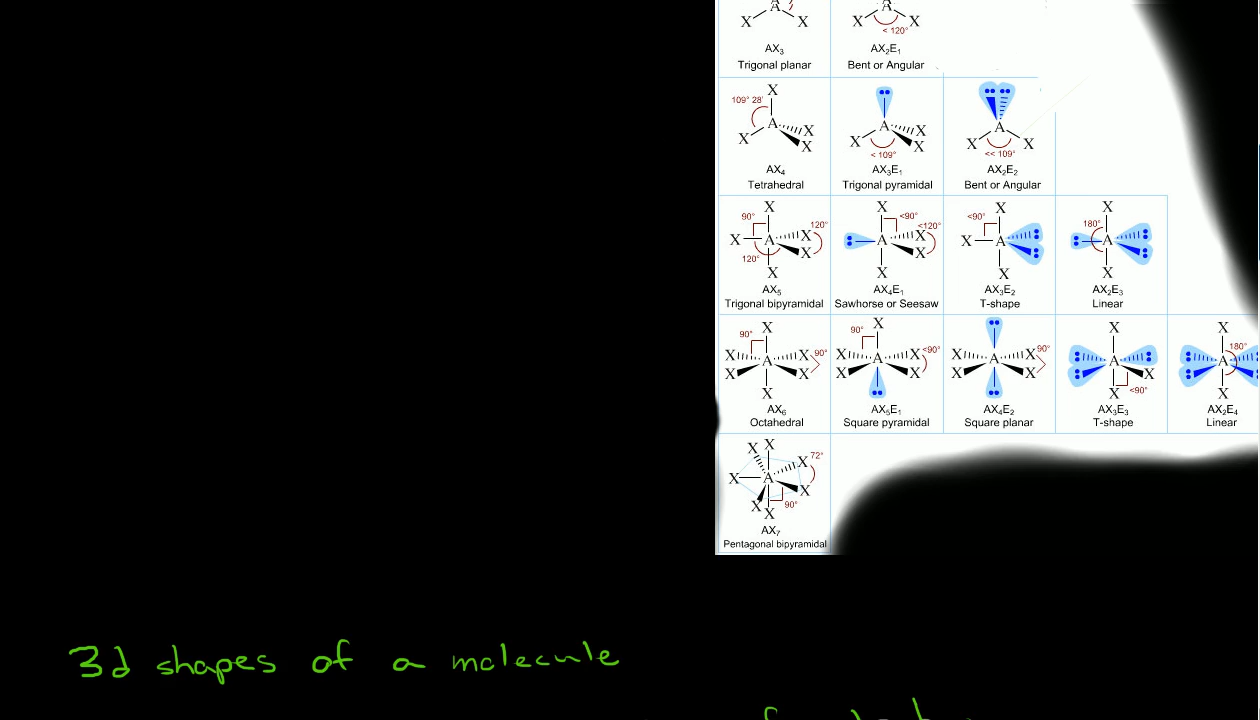 A
X X
A
X X
< 120°
AX₃ AX₂E₁
Trigonal planar Bent or Angular
X
109° 28'
A
X X
X
A
X X
X
< 109°
A
X X
<< 109°
AX₄ AX₃E₁ AX₂E₂
Tetrahedral Trigonal pyramidal Bent or Angular
X
90° 120°
X A X
X
120°
X
X
<90°
<120°
A X
X
X
X
<90°
X A
X
X
180°
A
X
AX₅ AX₄E₁ AX₃E₂ AX₂E₃
Trigonal bipyramidal Sawhorse or Seesaw T-shape Linear
X
90°
X X 90°
A
X X
X
X
90°
X X <90°
A
X X
X X 90°
A
X X
X
A
X
X <90°
X
180°
A
X
AX₆ AX₅E₁ AX₄E₂ AX₃E₃ AX₂E₄
Octahedral Square pyramidal Square planar T-shape Linear
X X
X 72°
X A
X
X X 90°
AX₇
Pentagonal bipyramidal
3d shapes of a molecule